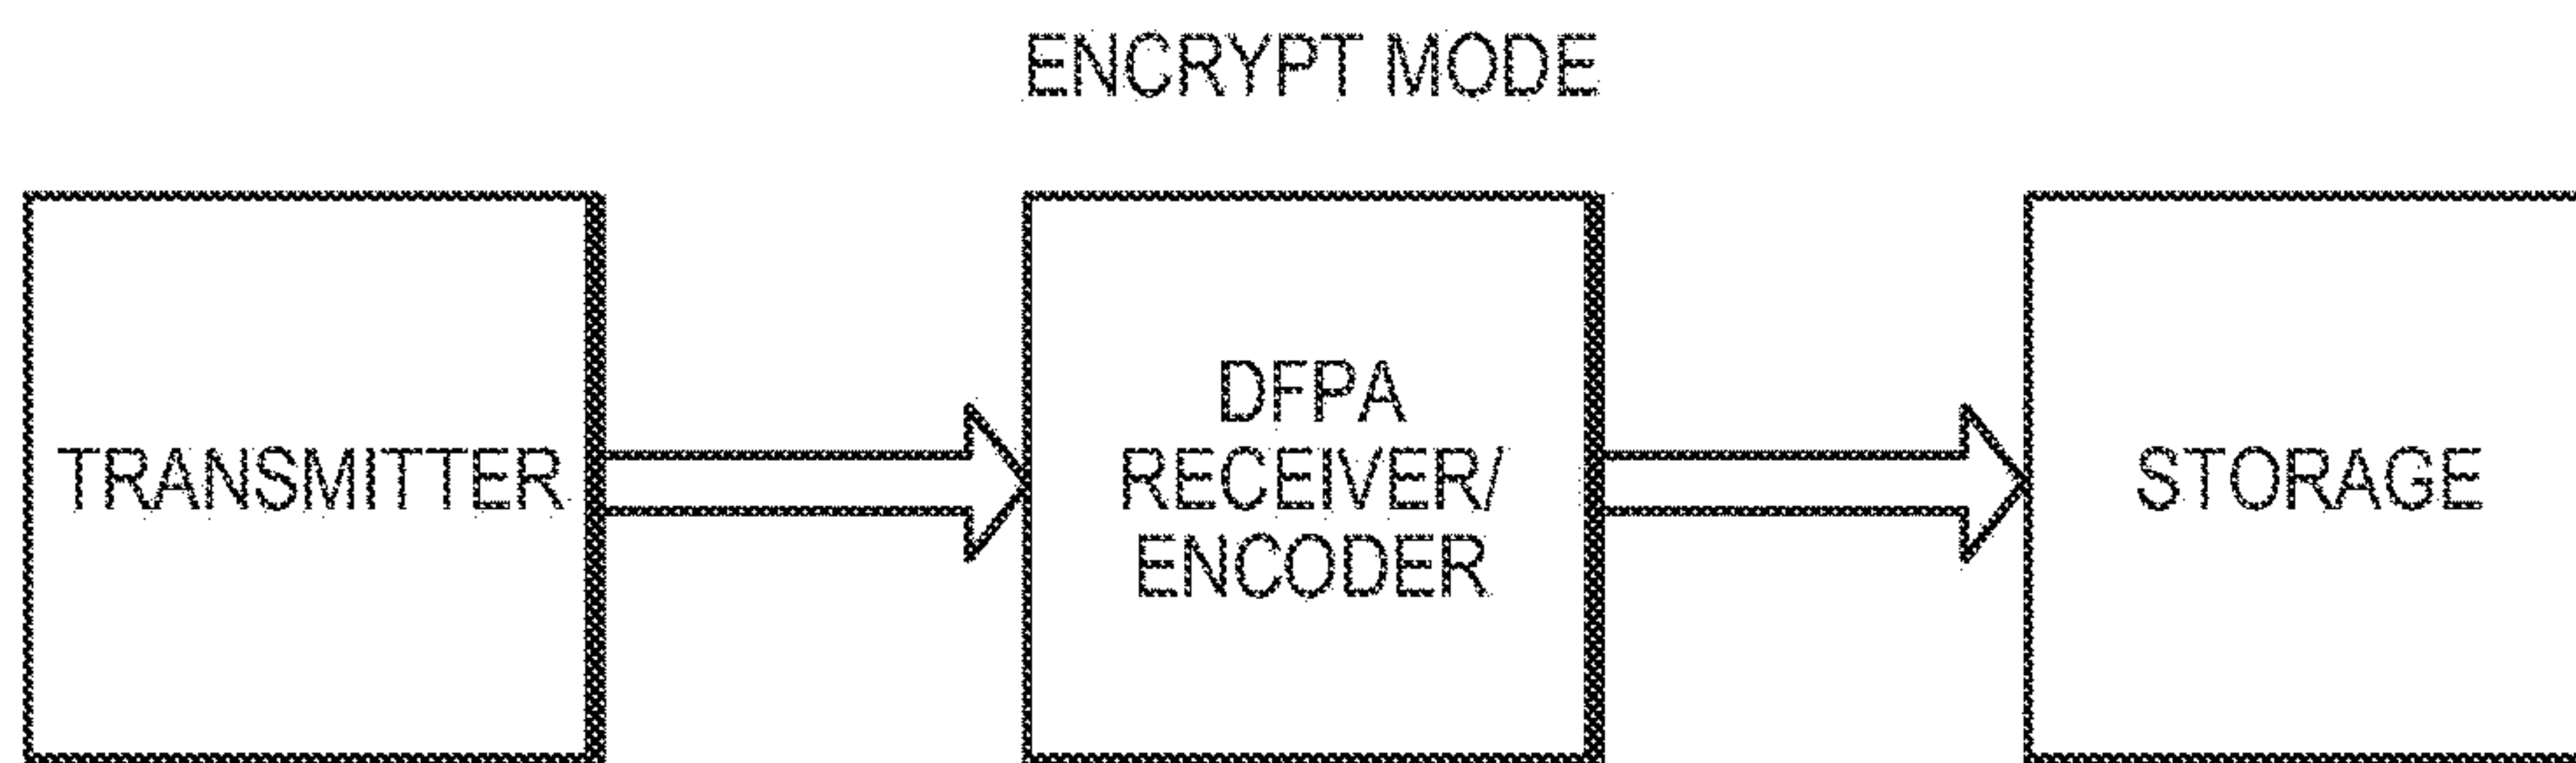 ENCRYPT MODE
TRANSMITTER
DFPA
RECEIVER/
ENCODER
STORAGE